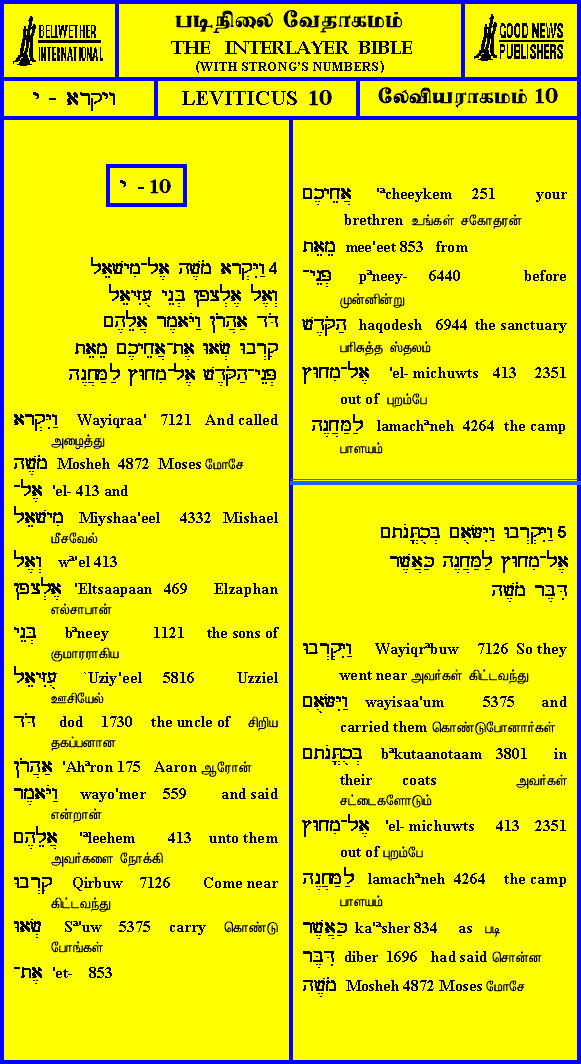 BELLWETHER
INTERNATIONAL
படிநிலை வேதாகமம்
THE INTERLAYER BIBLE
(WITH STRONG'S NUMBERS)
GOOD NEWS
PUBLISHERS
ויקרא - י
LEVITICUS 10
லேவியராகமம் 10
י - 10
4 וַיִּקְרָא מֹשֶׁה אֶל־מִישָׁאֵל
וְאֶל אֶלְצָפָן בְּנֵי עֻזִּיאֵל
דֹּד אַהֲרֹן וַיֹּאמֶר אֲלֵהֶם
קִרְבוּ שְׂאוּ אֶת־אֲחֵיכֶם מֵאֵת
פְּנֵי־הַקֹּדֶשׁ אֶל־מִחוּץ לַמַּחֲנֶה
וַיִּקְרָא Wayiqraa' 7121 And called
அழைத்து
מֹשֶׁה Mosheh 4872 Moses மோசே
אֶל־ 'el- 413 and
מִישָׁאֵל Miyshaa'eel 4332 Mishael
மீசவேல்
וְאֶל wᵃ'el 413
אֶלְצָפָן 'Eltsaapaan 469 Elzaphan
எல்சாபான்
בְּנֵי bᵃneey 1121 the sons of
குமாரராகிய
עֻזִּיאֵל `Uziy'eel 5816 Uzziel
ஊசியேல்
דֹּד dod 1730 the uncle of சிறிய
தகப்பனான
אַהֲרֹן 'Ahᵃron 175 Aaron ஆரோன்
וַיֹּאמֶר wayo'mer 559 and said
என்றான்
אֲלֵהֶם 'ᵃleehem 413 unto them
அவர்களை நோக்கி
קִרְבוּ Qirbuw 7126 Come near
கிட்டவந்து
שְׂאוּ Sᵃ'uw 5375 carry கொண்டு
போங்கள்
אֶת־ 'et- 853
אֲחֵיכֶם 'ᵃcheeykem 251 your
brethren உங்கள் சகோதரன்
מֵאֵת mee'eet 853 from
פְּנֵי־ pᵃneey- 6440 before
முன்னின்று
הַקֹּדֶשׁ haqodesh 6944 the sanctuary
பரிசுத்த ஸ்தலம்
אֶל־מִחוּץ 'el- michuwts 413 2351
out of புறம்பே
לַמַּחֲנֶה lamachᵃneh 4264 the camp
பாளயம்
5 וַיִּקְרְבוּ וַיִּשָּׂאֻם בְּכֻתֳּנֹתָם
אֶל־מִחוּץ לַמַּחֲנֶה כַּאֲשֶׁר
דִּבֶּר מֹשֶׁה
וַיִּקְרְבוּ Wayiqrᵃbuw 7126 So they
went near அவர்கள் கிட்டவந்து
וַיִּשָּׂאֻם wayisaa'um 5375 and
carried them கொண்டுபோனார்கள்
בְּכֻתֳּנֹתָם bᵃkutaanotaam 3801 in
their coats அவர்கள்
சட்டைகளோடும்
אֶל־מִחוּץ 'el- michuwts 413 2351
out of புறம்பே
לַמַּחֲנֶה lamachᵃneh 4264 the camp
பாளயம்
כַּאֲשֶׁר ka'ᵃsher 834 as படி
דִּבֶּר diber 1696 had said சொன்ன
מֹשֶׁה Mosheh 4872 Moses மோசே